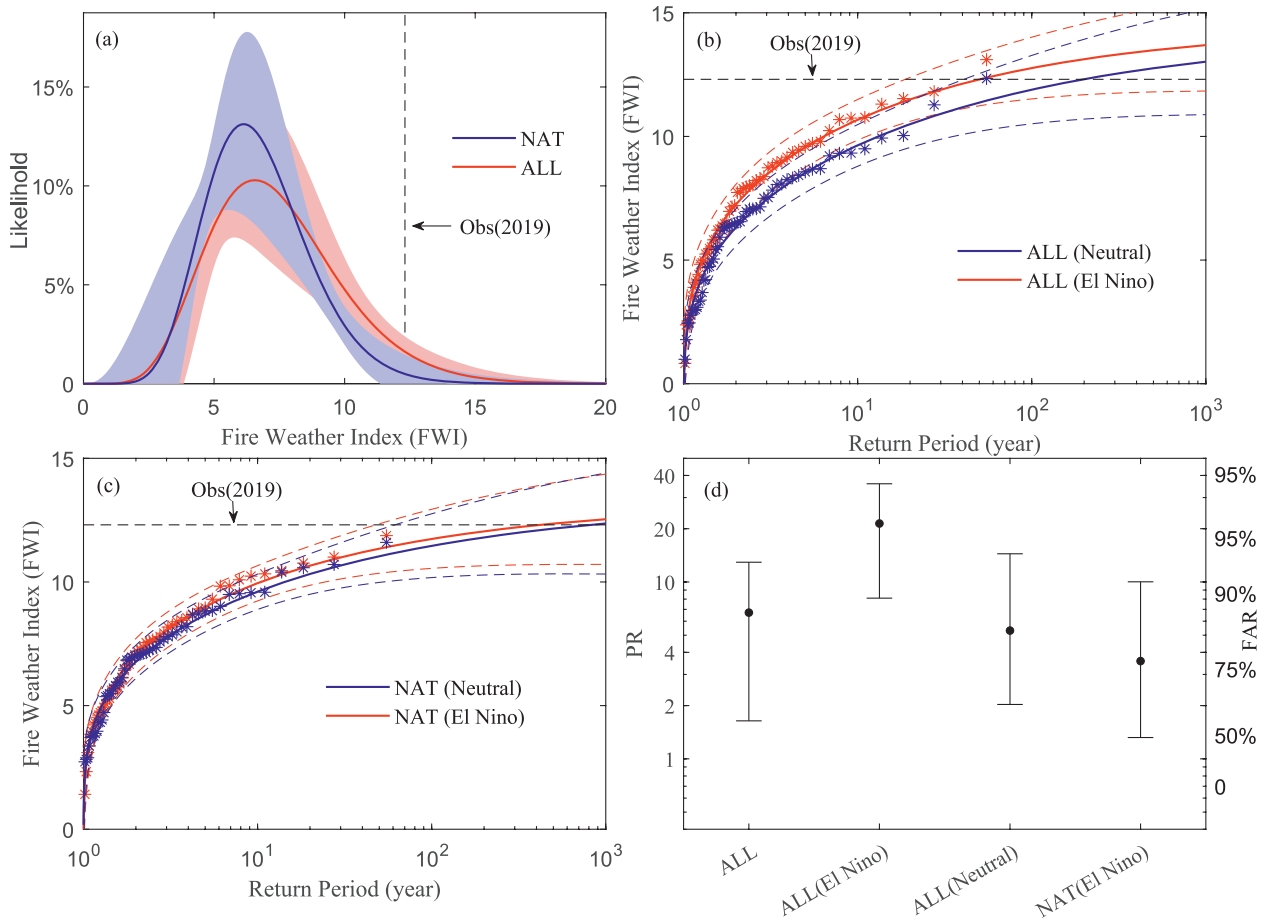 (a)
15%
10%
5%
0
Likelihold
NAT
ALL
Obs(2019)
0 5 10 15 20
Fire Weather Index (FWI)
(b)
15
10
5
0
Fire Weather Index (FWI)
Obs(2019)
ALL (Neutral)
ALL (El Nino)
10^0 10^1 10^2 10^3
Return Period (year)
(c)
15
10
5
0
Fire Weather Index (FWI)
Obs(2019)
NAT (Neutral)
NAT (El Nino)
10^0 10^1 10^2 10^3
Return Period (year)
(d)
40
20
10
4
2
1
PR
95%
95%
90%
75%
50%
0
FAR
ALL
ALL(El Nino)
ALL(Neutral)
NAT(El Nino)